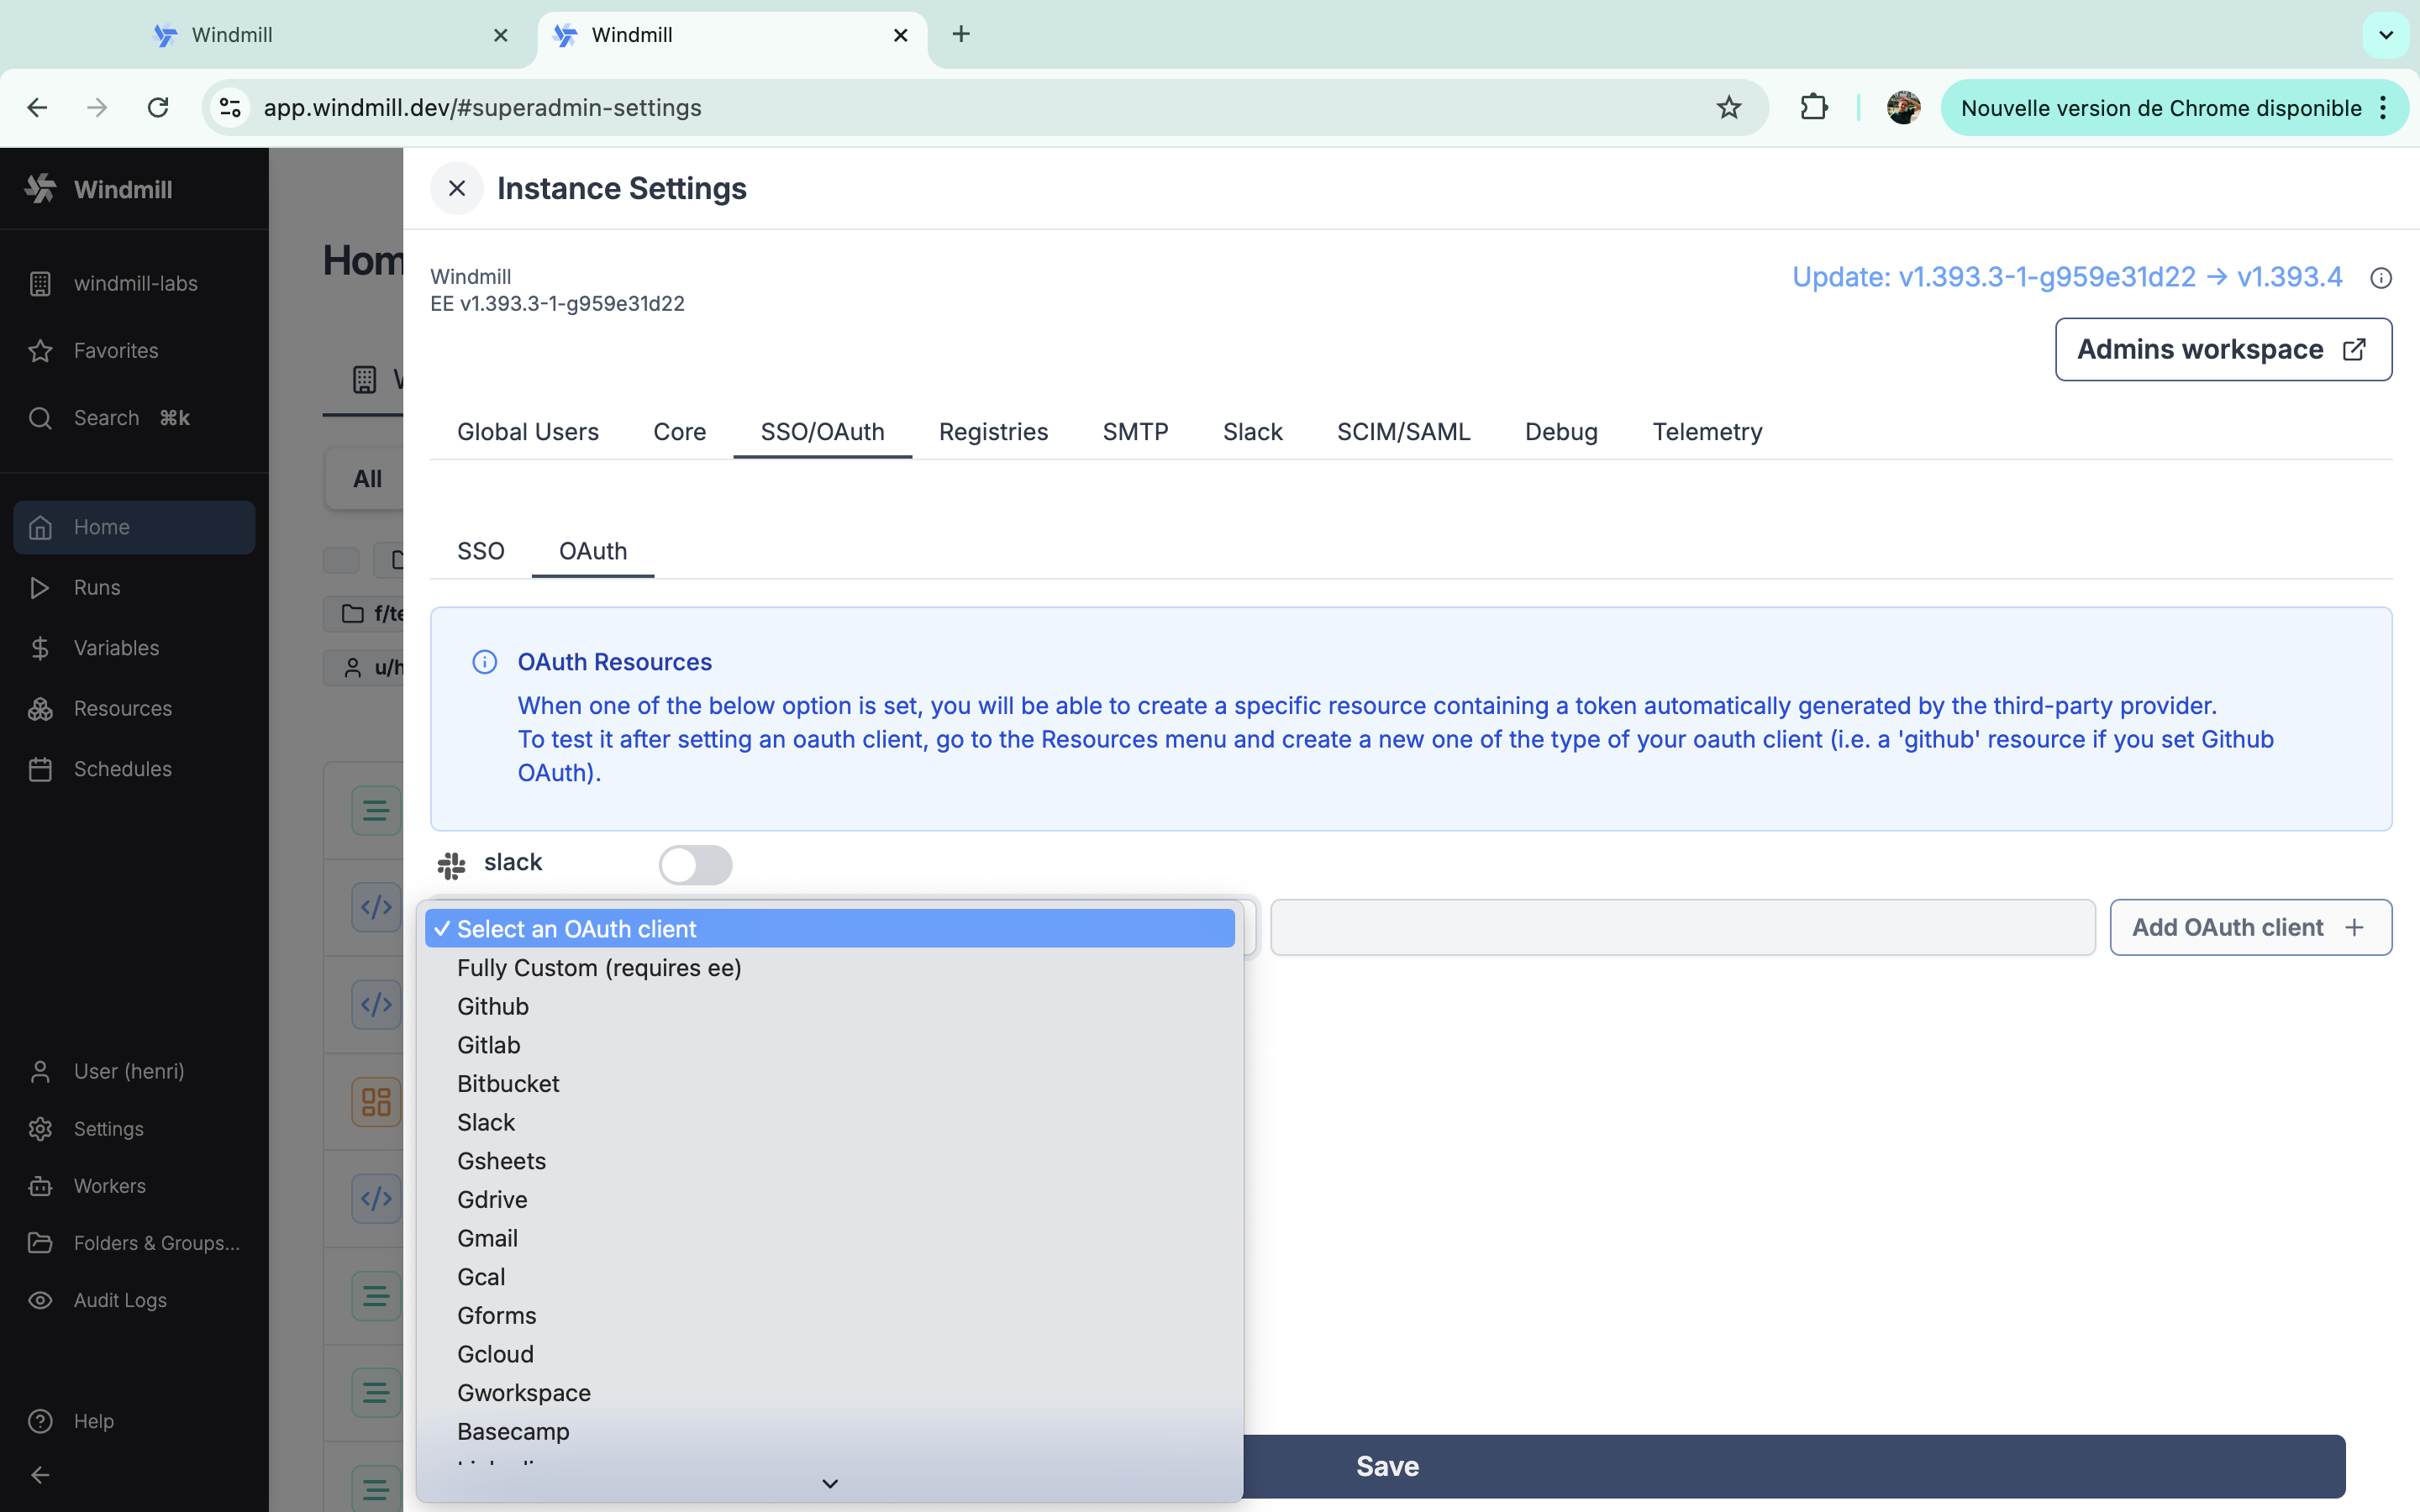 Windmill
Windmill
app.windmill.dev/#superadmin-settings
Nouvelle version de Chrome disponible
Windmill
windmill-labs
Favorites
Search ⌘k
Home
Runs
Variables
Resources
Schedules
User (henri)
Settings
Workers
Folders & Groups...
Audit Logs
Help
Hom
All
f/te
u/h
Instance Settings
Windmill
EE v1.393.3-1-g959e31d22
Update: v1.393.3-1-g959e31d22 → v1.393.4
Admins workspace
Global Users
Core
SSO/OAuth
Registries
SMTP
Slack
SCIM/SAML
Debug
Telemetry
SSO
OAuth
OAuth Resources
When one of the below option is set, you will be able to create a specific resource containing a token automatically generated by the third-party provider.
To test it after setting an oauth client, go to the Resources menu and create a new one of the type of your oauth client (i.e. a 'github' resource if you set Github
OAuth).
slack
✓ Select an OAuth client
Fully Custom (requires ee)
Github
Gitlab
Bitbucket
Slack
Gsheets
Gdrive
Gmail
Gcal
Gforms
Gcloud
Gworkspace
Basecamp
Add OAuth client +
Save